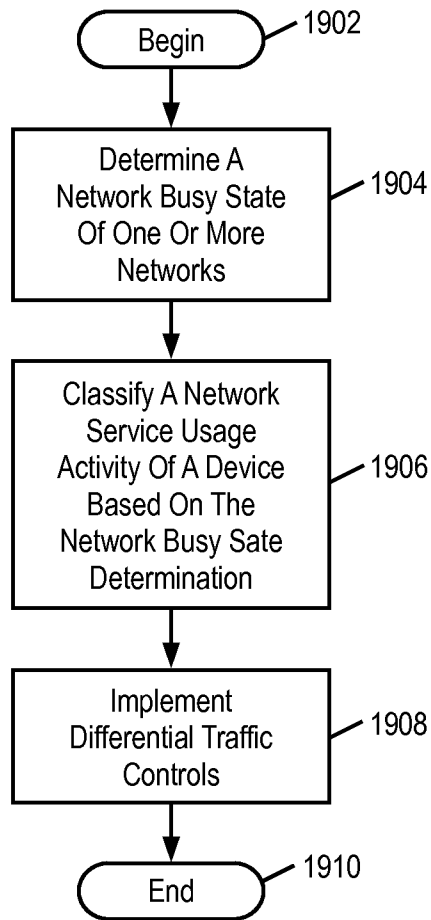 Begin
1902
Determine A
Network Busy State
Of One Or More
Networks
1904
Classify A Network
Service Usage
Activity Of A Device
Based On The
Network Busy Sate
Determination
1906
Implement
Differential Traffic
Controls
1908
End
1910